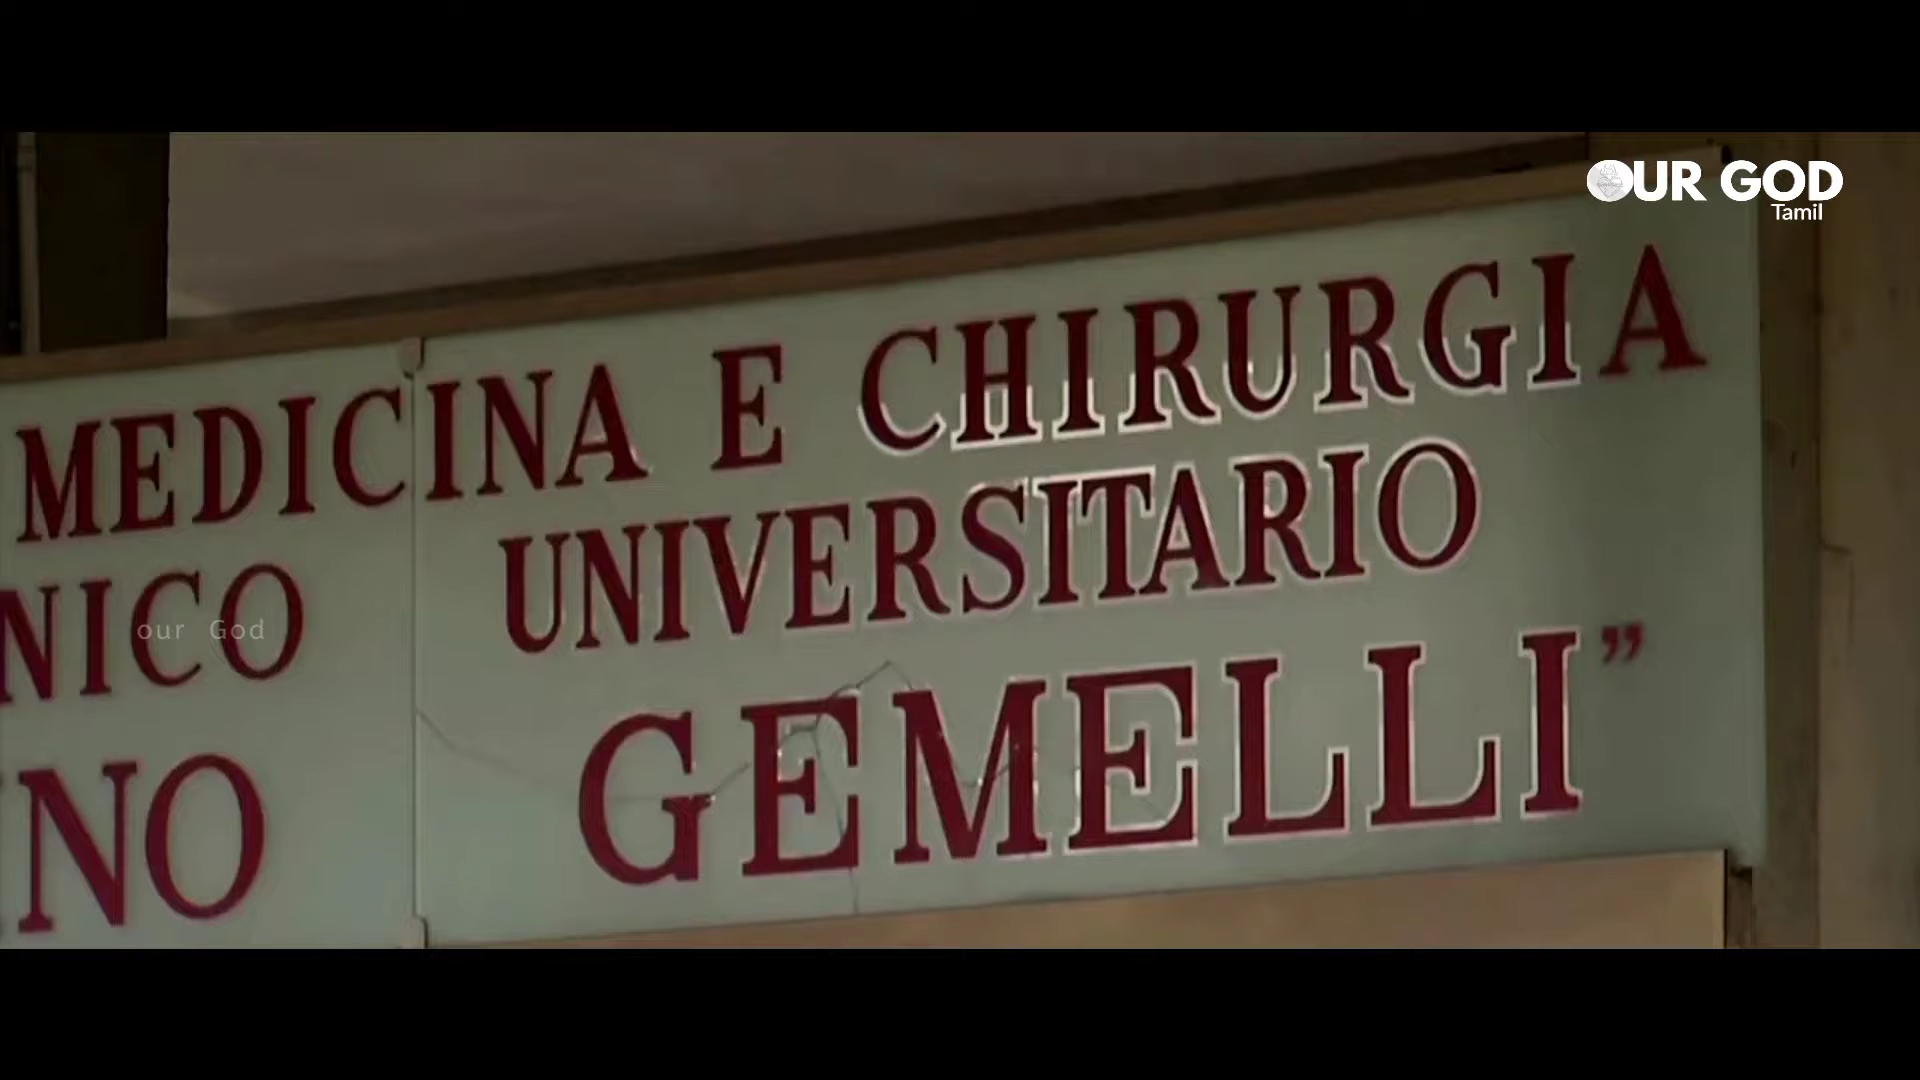 OUR GOD
Tamil
MEDICINA E CHIRURGIA
NICO UNIVERSITARIO
our God
NO GEMELLI”